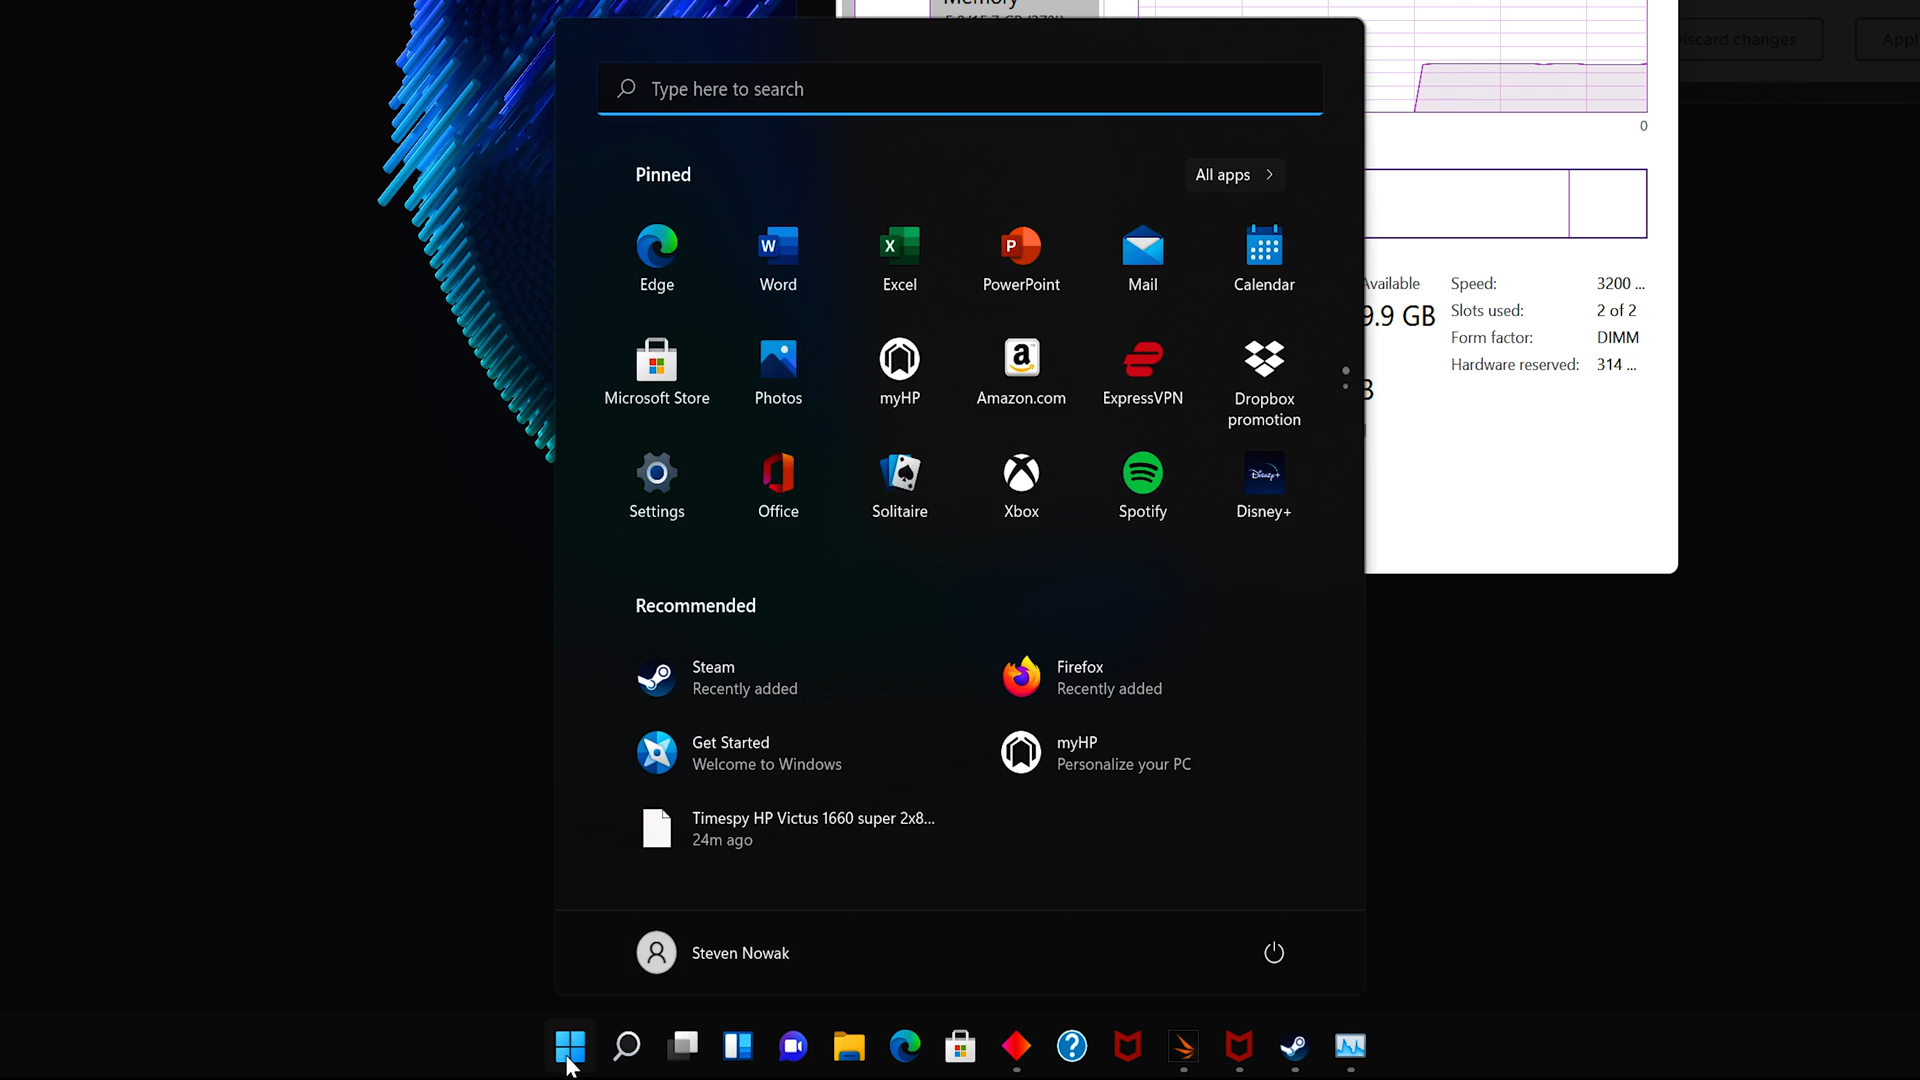 Memory
Discard changes
Type here to search
0
Pinned
All apps
Edge
Word
Excel
PowerPoint
Mail
Calendar
Available
Speed:
3200 ...
9.9 GB
Slots used:
2 of 2
Form factor:
DIMM
Hardware reserved:
314 ...
Microsoft Store
Photos
myHP
Amazon.com
ExpressVPN
Dropbox
promotion
Settings
Office
Solitaire
Xbox
Spotify
Disney+
Recommended
Steam
Recently added
Firefox
Recently added
Get Started
Welcome to Windows
myHP
Personalize your PC
Timespy HP Victus 1660 super 2x8...
24m ago
Steven Nowak